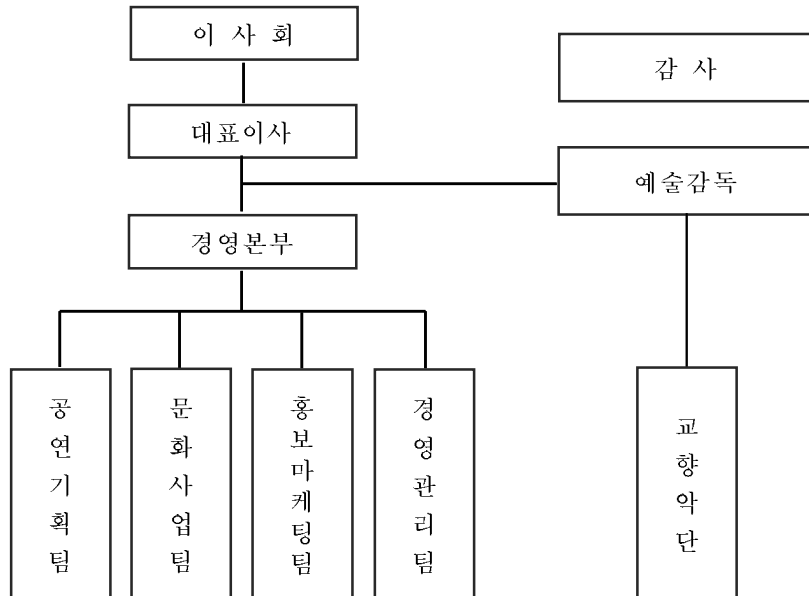 이 사 회
감 사
대표이사
예술감독
경영본부
공연기획팀
문화사업팀
홍보마케팅팀
경영관리팀
교향악단